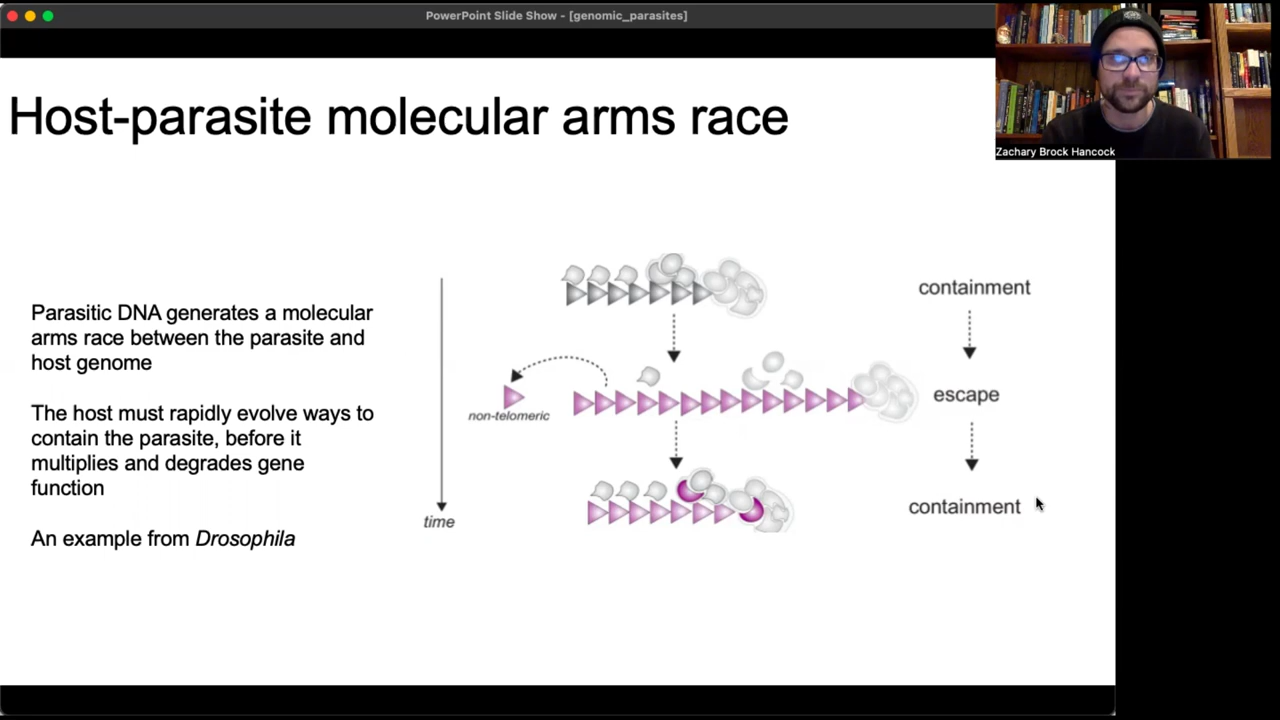 PowerPoint Slide Show - [genomic_parasites]
Zachary Brock Hancock
Host-parasite molecular arms race
Parasitic DNA generates a molecular
arms race between the parasite and
host genome
The host must rapidly evolve ways to
contain the parasite, before it
multiplies and degrades gene
function
An example from Drosophila
time
non-telomeric
containment
escape
containment